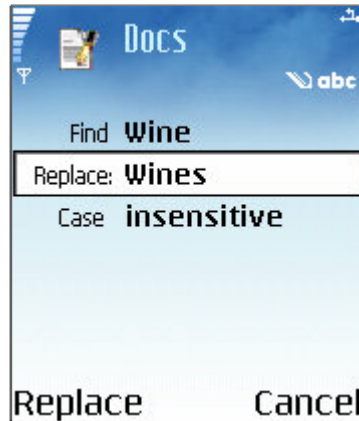 Docs
abc
Find Wine
Replace: Wines
Case insensitive
Replace Cancel